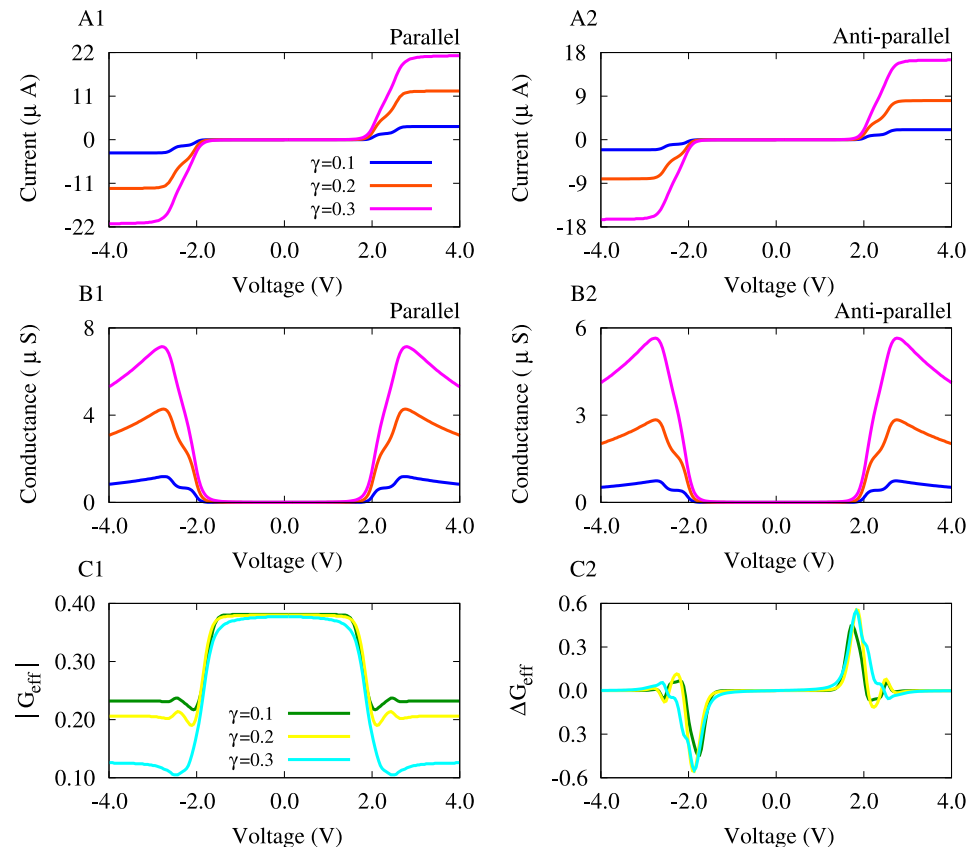 A1
Parallel
Current (μ A)
22
11
0
-11
-22
γ=0.1
γ=0.2
γ=0.3
-4.0 -2.0 0.0 2.0 4.0
Voltage (V)
A2
Anti-parallel
Current (μ A)
18
9
0
-9
-18
-4.0 -2.0 0.0 2.0 4.0
Voltage (V)
B1
Parallel
Conductance ( μ S)
8
4
0
-4.0 -2.0 0.0 2.0 4.0
Voltage (V)
B2
Anti-parallel
Conductance ( μ S)
6
3
0
-4.0 -2.0 0.0 2.0 4.0
Voltage (V)
C1
|G_eff|
0.40
0.30
0.20
0.10
γ=0.1
γ=0.2
γ=0.3
-4.0 -2.0 0.0 2.0 4.0
Voltage (V)
C2
ΔG_eff
0.6
0.3
0.0
0.3
-0.6
-4.0 -2.0 0.0 2.0 4.0
Voltage (V)